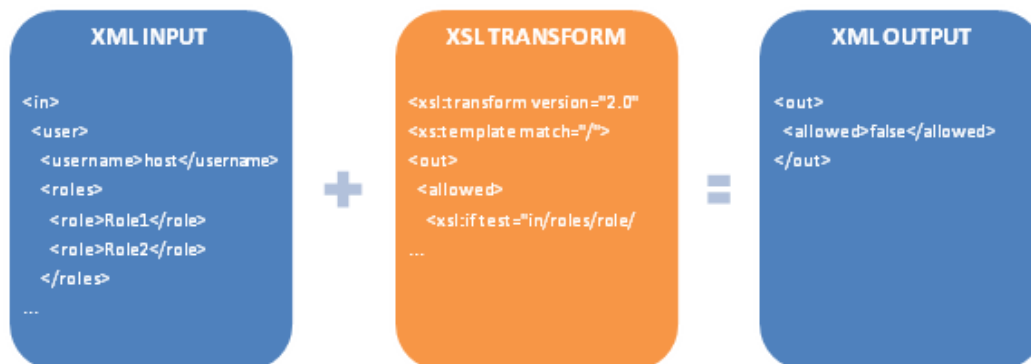 XML INPUT
<in>
<user>
<username>host</username>
<roles>
<role>Role1</role>
<role>Role2</role>
</roles>
...
+
XSL TRANSFORM
<xsl:transform version="2.0"
<xs:template match="/">
<out>
<allowed>
<xsl:if test="in/roles/role/
...
=
XML OUTPUT
<out>
<allowed>false</allowed>
</out>